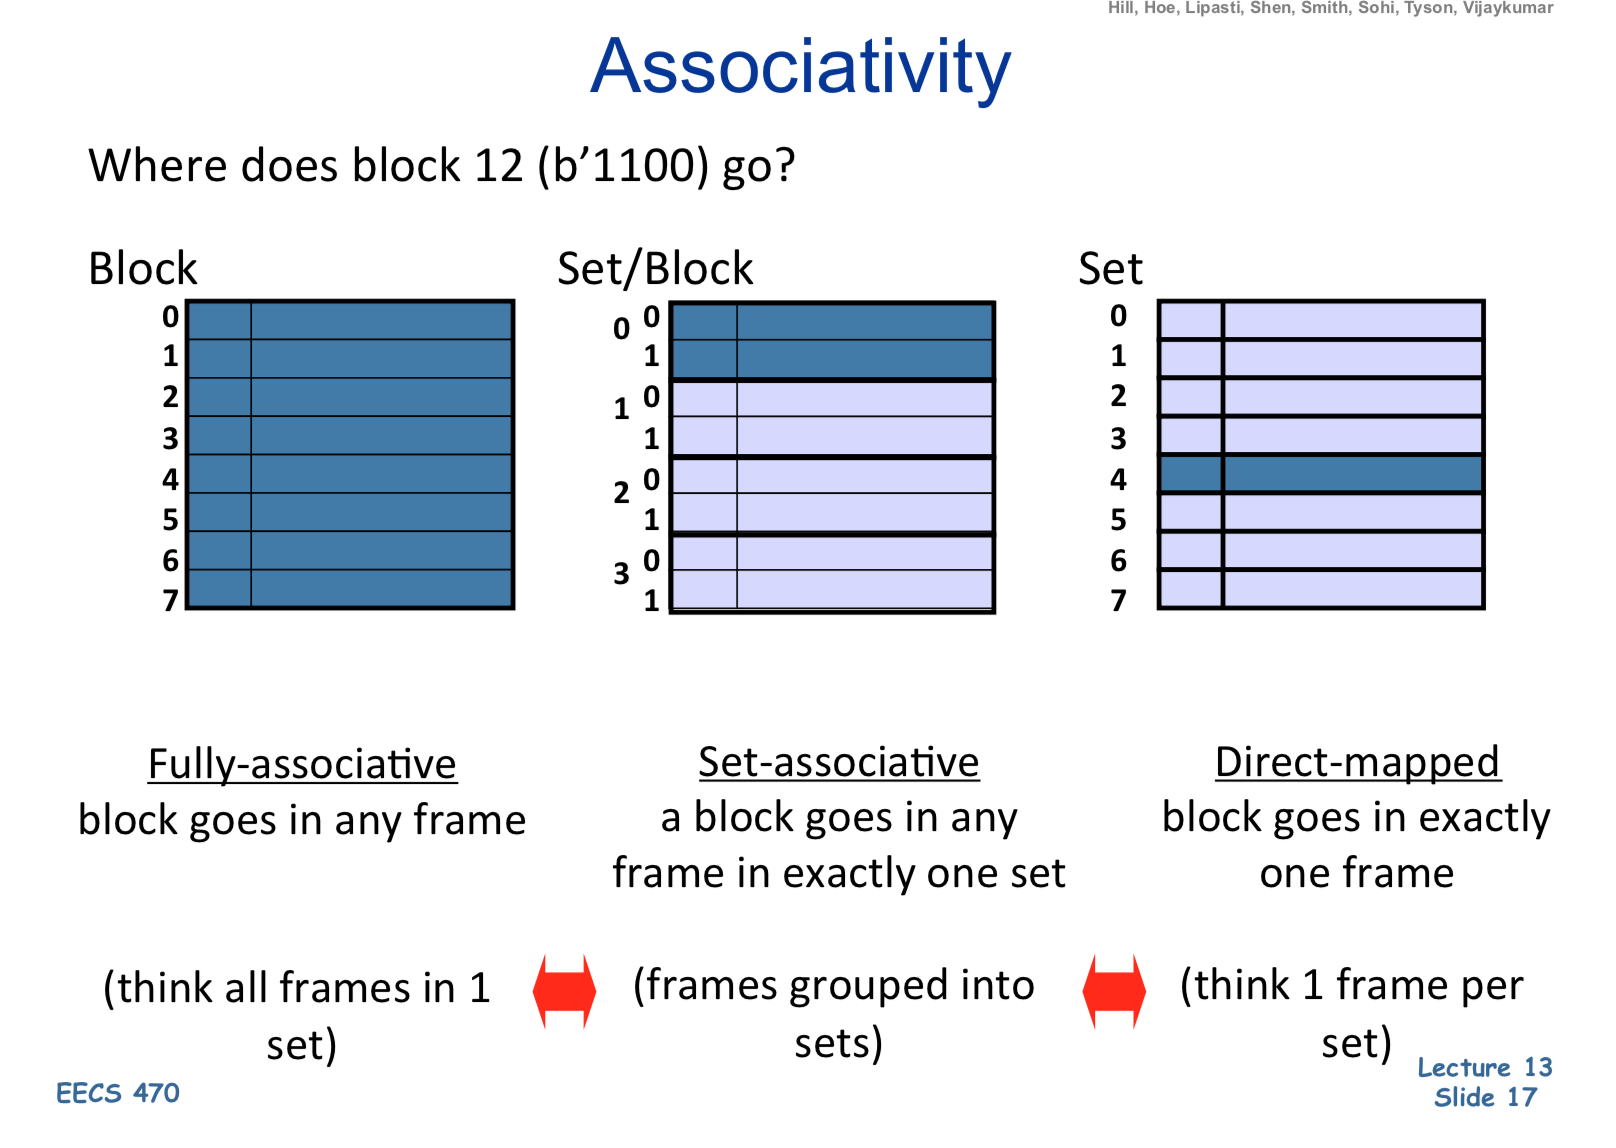 Hill, Hoe, Lipasti, Shen, Smith, Sohi, Tyson, Vijaykumar
Associativity
Where does block 12 (b’1100) go?
Block
0
1
2
3
4
5
6
7
Set/Block
0
0
1
1
0
1
2
0
1
3
0
1
Set
0
1
2
3
4
5
6
7
Fully-associative
block goes in any frame
(think all frames in 1
set)
Set-associative
a block goes in any
frame in exactly one set
(frames grouped into
sets)
Direct-mapped
block goes in exactly
one frame
(think 1 frame per
set)
EECS 470
Lecture 13
Slide 17